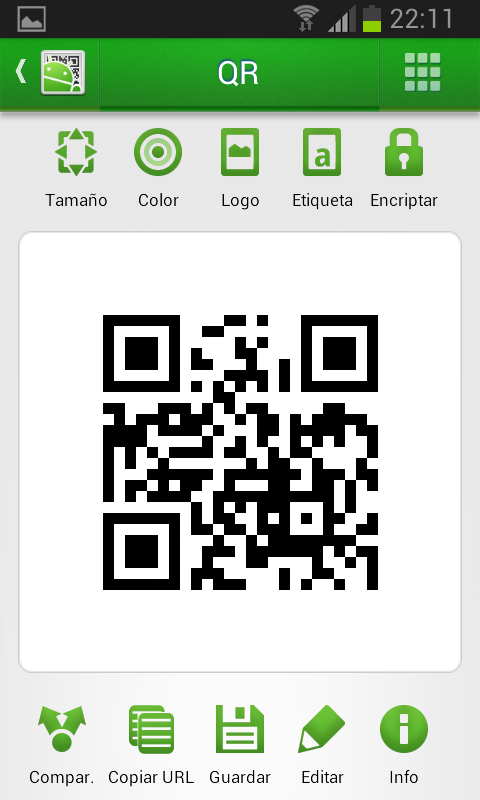 22:11
QR
Tamaño Color Logo Etiqueta Encriptar
Compar. Copiar URL Guardar Editar Info